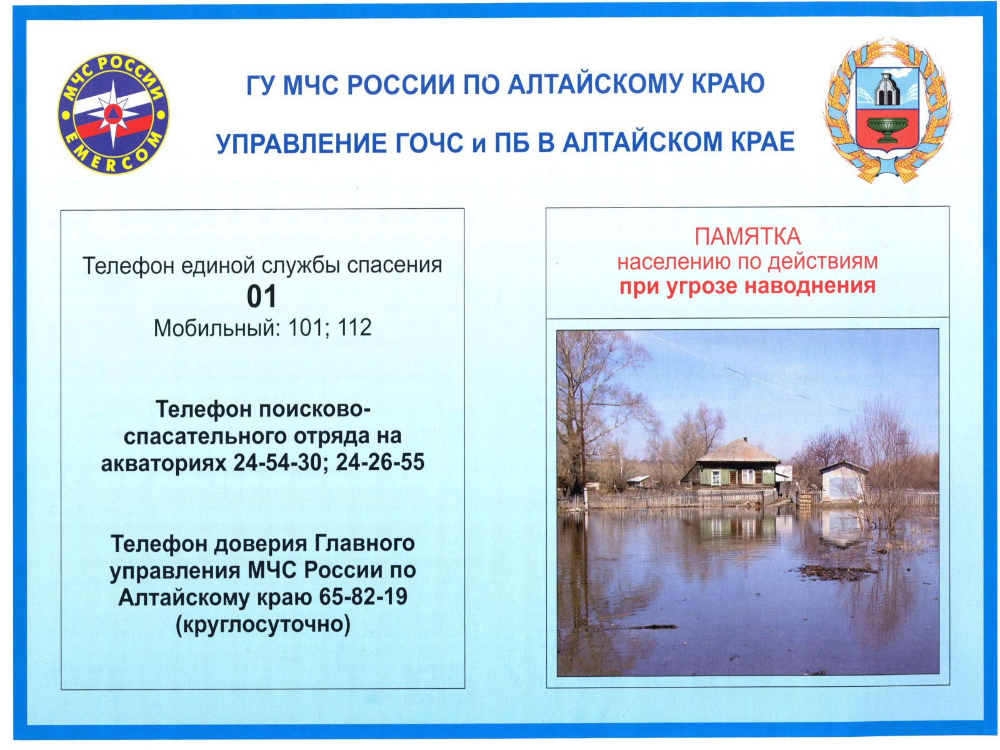 МЧС РОССИИ
EMERCOM
ГУ МЧС РОССИИ ПО АЛТАЙСКОМУ КРАЮ
УПРАВЛЕНИЕ ГОЧС и ПБ В АЛТАЙСКОМ КРАЕ
Телефон единой службы спасения
01
Мобильный: 101; 112
Телефон поисково-
спасательного отряда на
акваториях 24-54-30; 24-26-55
Телефон доверия Главного
управления МЧС России по
Алтайскому краю 65-82-19
(круглосуточно)
ПАМЯТКА
населению по действиям
при угрозе наводнения